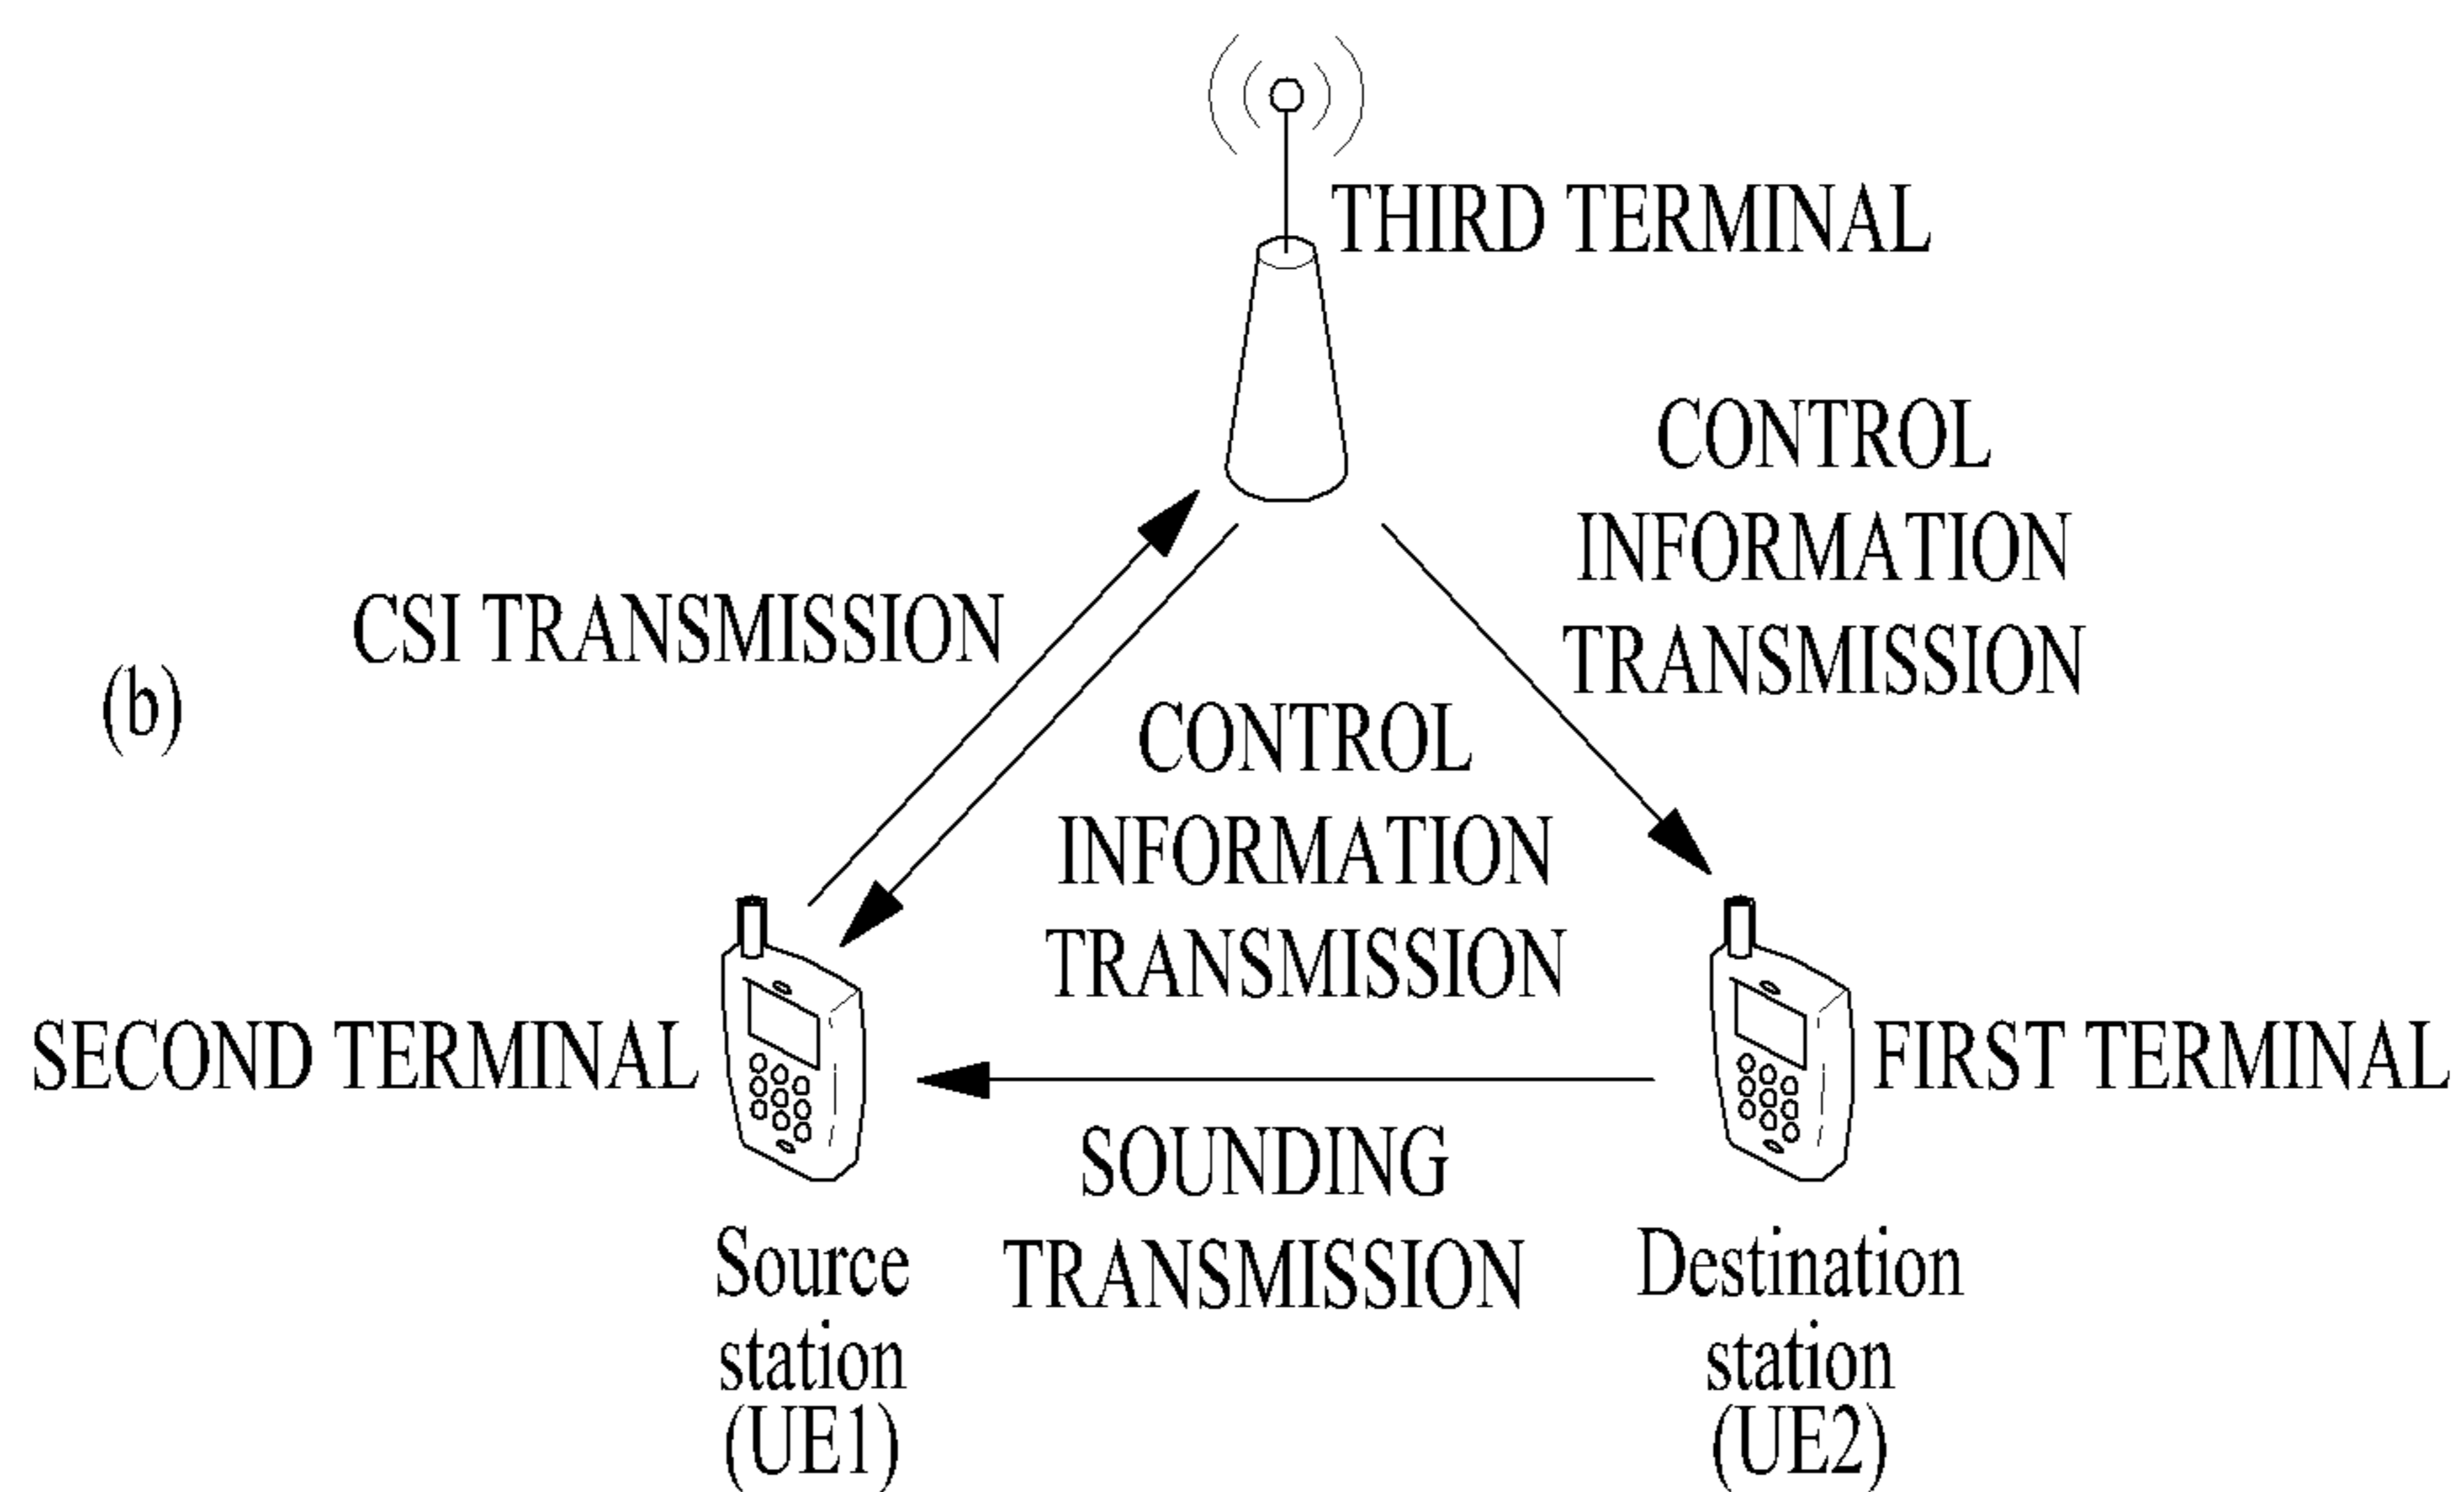 THIRD TERMINAL
CONTROL
INFORMATION
TRANSMISSION
CSI TRANSMISSION
(b)
CONTROL
INFORMATION
TRANSMISSION
SECOND TERMINAL
FIRST TERMINAL
SOUNDING
TRANSMISSION
Source
station
(UE1)
Destination
station
(UE2)